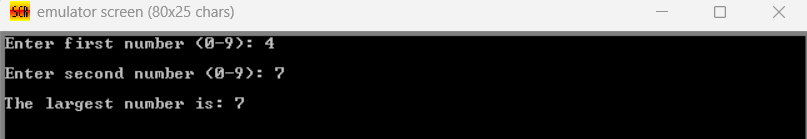 SCR emulator screen (80x25 chars)
Enter first number (0-9): 4
Enter second number (0-9): 7
The largest number is: 7